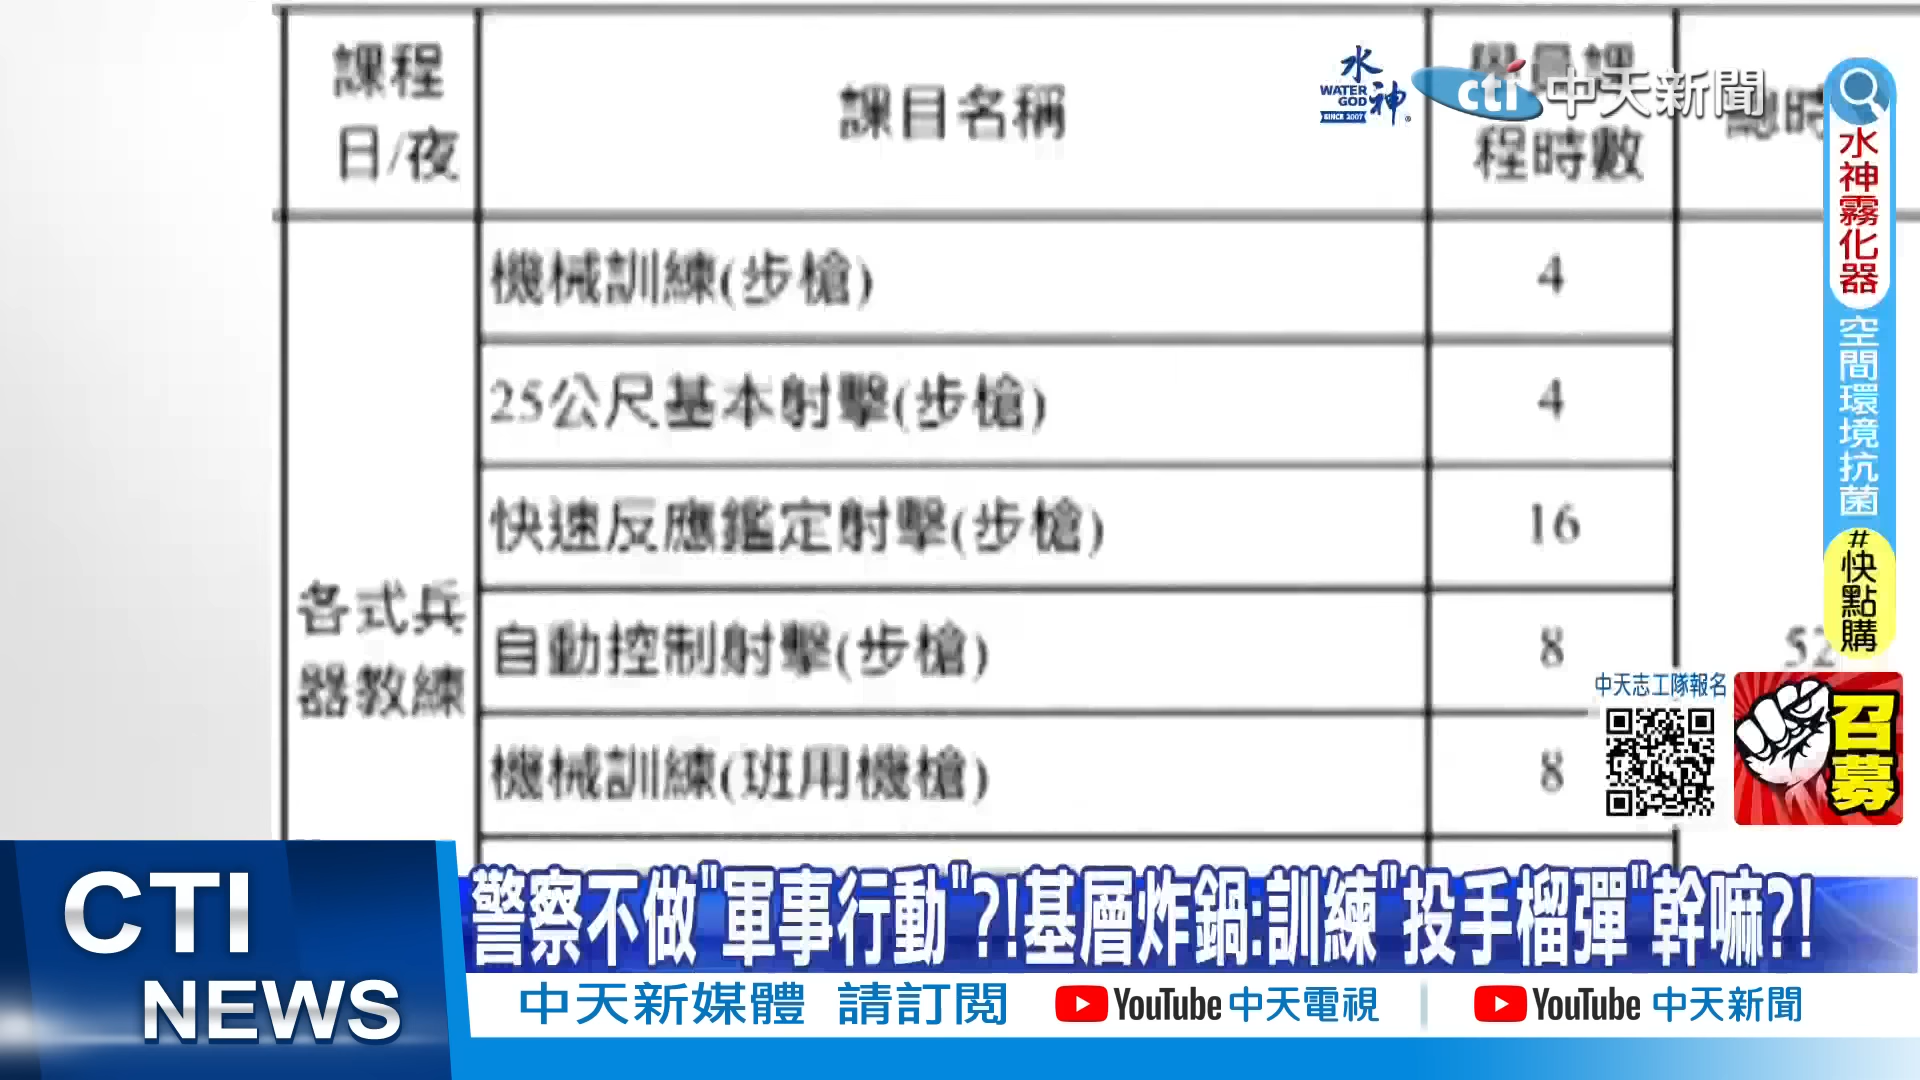 課程
日/夜
課目名稱
程時數
水神
WATER
GOD
SINCE 2007
cti 中天新聞
機械訓練(步槍)
4
25公尺基本射擊(步槍)
4
快速反應鑑定射擊(步槍)
16
自動控制射擊(步槍)
8
機械訓練(班用機槍)
8
各式兵
器教練
水神霧化器
空間環境抗菌
#快點購
中天志工隊報名
召募
CTI
NEWS
警察不做"軍事行動"?!基層炸鍋:訓練"投手榴彈"幹嘛?!
中天新媒體 請訂閱
YouTube 中天電視
YouTube 中天新聞